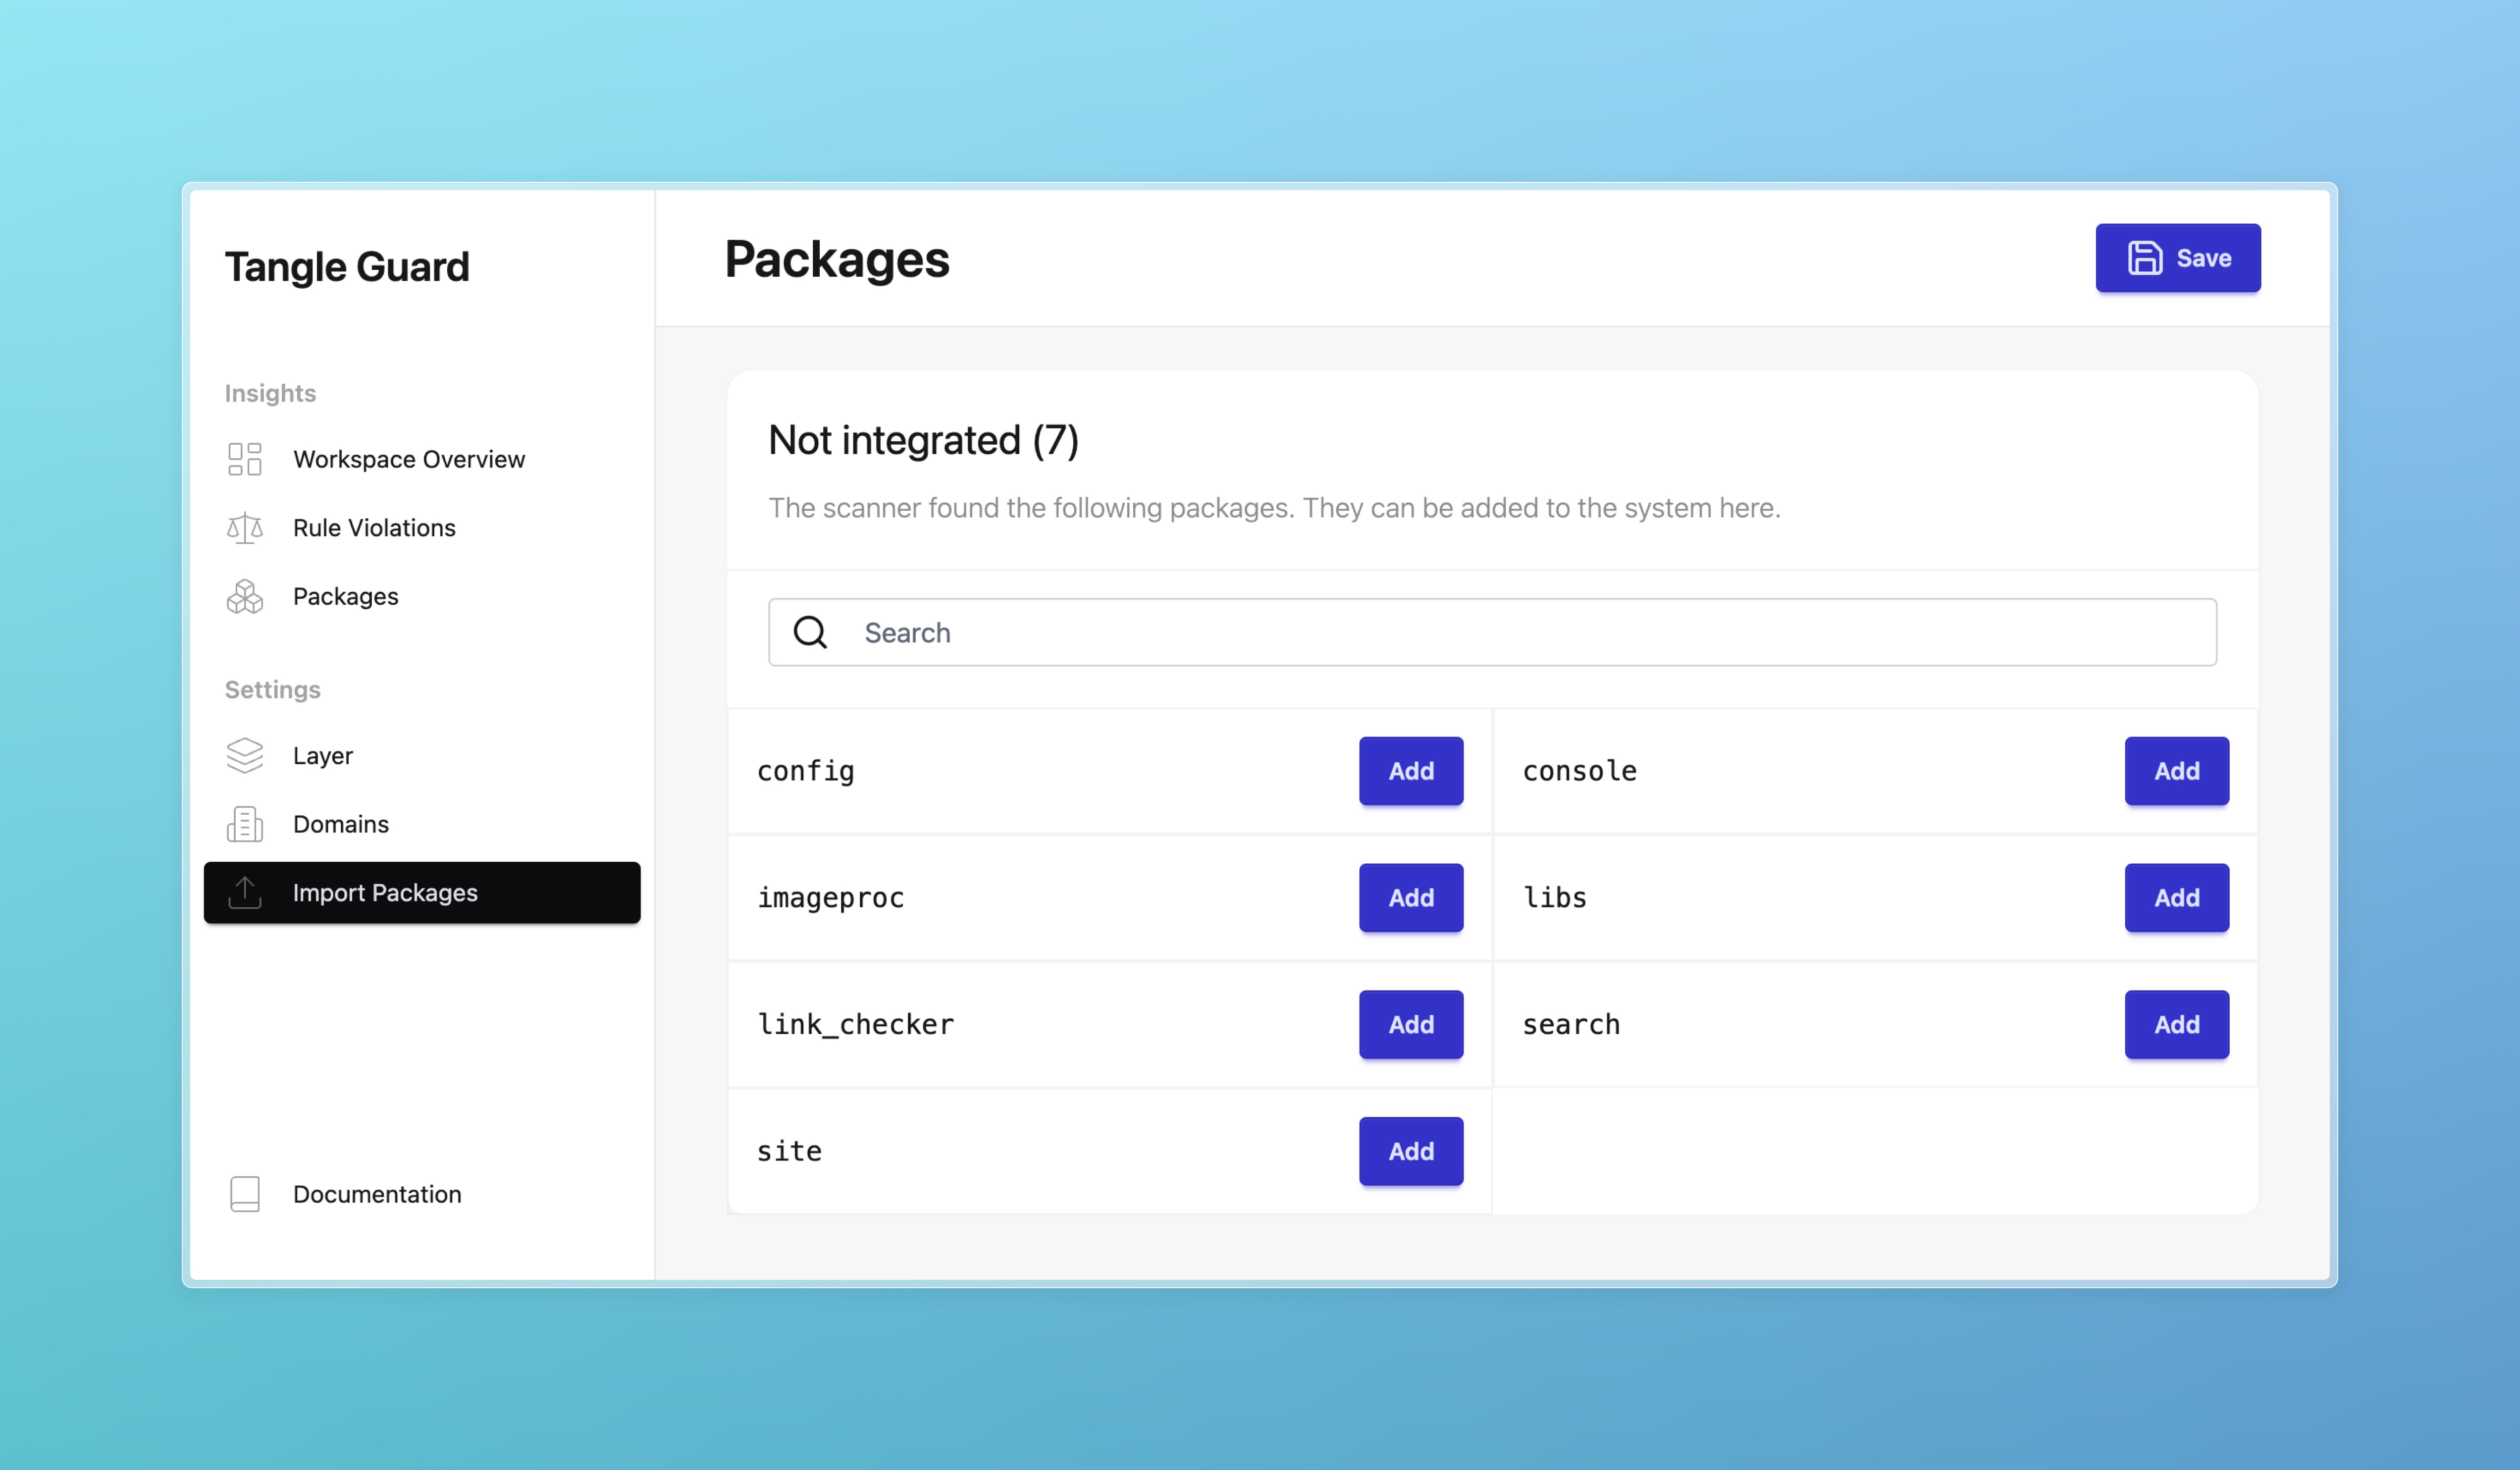 Tangle Guard
Insights
Workspace Overview
Rule Violations
Packages
Settings
Layer
Domains
Import Packages
Documentation
Packages
Save
Not integrated (7)
The scanner found the following packages. They can be added to the system here.
Search
config
Add
console
Add
imageproc
Add
libs
Add
link_checker
Add
search
Add
site
Add